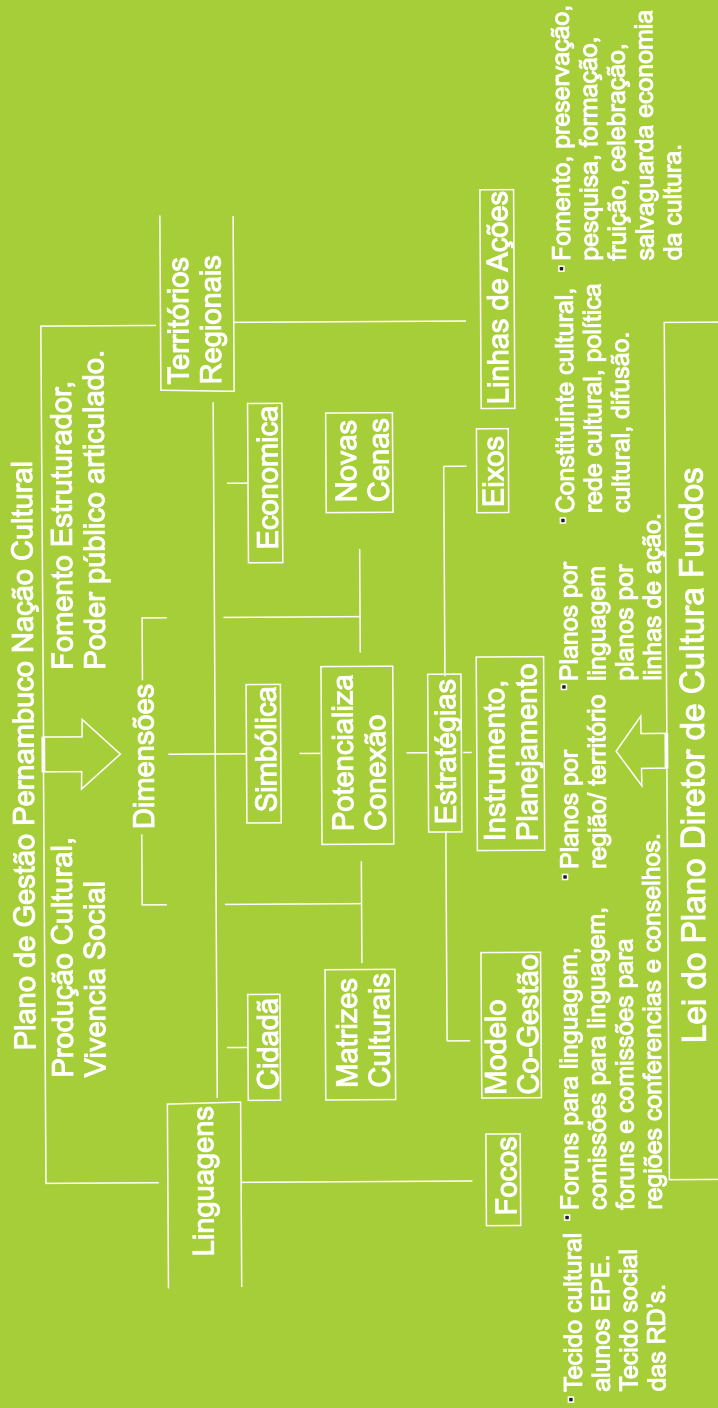 Plano de Gestão Pernambuco Nação Cultural
Produção Cultural,
Vivencia Social
Fomento Estruturador,
Poder público articulado.
Dimensões
Linguagens
Territórios
Regionais
Cidadã
Simbólica
Economica
Matrizes
Culturais
Potencializa
Conexão
Novas
Cenas
Estratégias
Focos
Modelo
Co-Gestão
Instrumento,
Planejamento
Eixos
Linhas de Ações
▪ Tecido cultural
alunos EPE.
Tecido social
das RD's.
▪ Foruns para linguagem,
comissões para linguagem,
foruns e comissões para
regiões conferencias e conselhos.
▪ Planos por
região/ território
▪ Planos por
linguagem
planos por
linhas de ação.
▪ Constituinte cultural,
rede cultural, política
cultural, difusão.
▪ Fomento, preservação,
pesquisa, formação,
fruição, celebração,
salvaguarda economia
da cultura.
Lei do Plano Diretor de Cultura Fundos